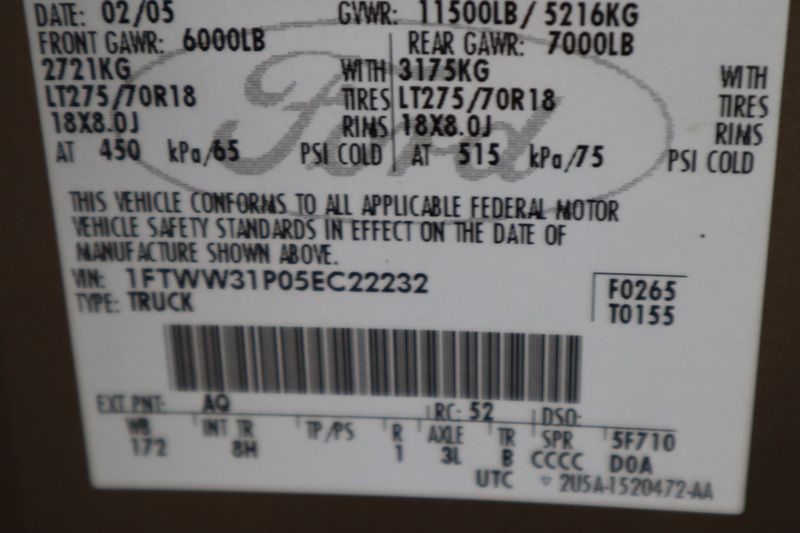 DATE: 02/05 GVWR: 11500LB/ 5216KG
FRONT GAWR: 6000LB REAR GAWR: 7000LB
2721KG WITH 3175KG WITH
LT275/70R18 TIRES LT275/70R18 TIRES
18X8.0J RIMS 18X8.0J RIMS
AT 450 kPa/65 PSI COLD AT 515 kPa/75 PSI COLD
Ford
THIS VEHICLE CONFORMS TO ALL APPLICABLE FEDERAL MOTOR
VEHICLE SAFETY STANDARDS IN EFFECT ON THE DATE OF
MANUFACTURE SHOWN ABOVE.
VIN: 1FTWW31P05EC22232
TYPE: TRUCK
F0265
T0155
EXT PNT: AQ RC: 52 DSO:
WB INT TR TP/PS R AXLE TR SPR 5F710
172 8H 1 3L B CCCC DOA
UTC ▽ 2U5A-1520472-AA